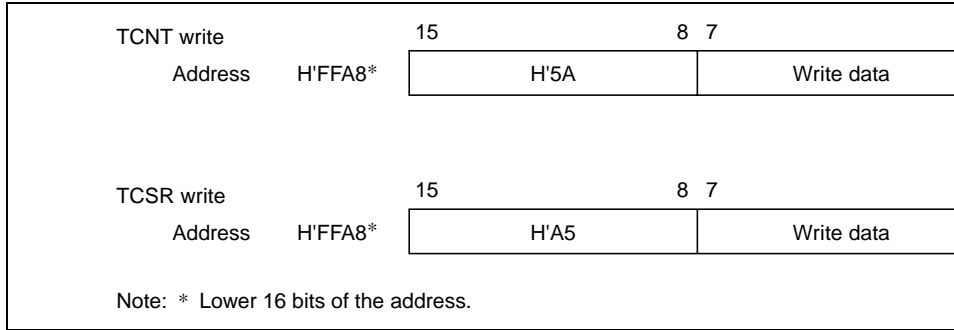 TCNT write 15 8 7
Address H'FFA8* H'5A Write data
TCSR write 15 8 7
Address H'FFA8* H'A5 Write data
Note: * Lower 16 bits of the address.